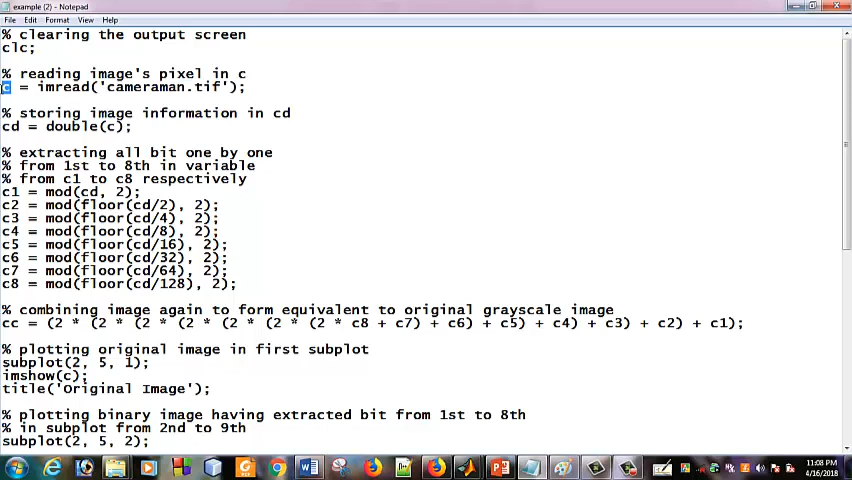 example (2) - Notepad
File Edit Format View Help
% clearing the output screen
clc;
% reading image's pixel in c
c = imread('cameraman.tif');
% storing image information in cd
cd = double(c);
% extracting all bit one by one
% from 1st to 8th in variable
% from c1 to c8 respectively
c1 = mod(cd, 2);
c2 = mod(floor(cd/2), 2);
c3 = mod(floor(cd/4), 2);
c4 = mod(floor(cd/8), 2);
c5 = mod(floor(cd/16), 2);
c6 = mod(floor(cd/32), 2);
c7 = mod(floor(cd/64), 2);
c8 = mod(floor(cd/128), 2);
% combining image again to form equivalent to original grayscale image
cc = (2 * (2 * (2 * (2 * (2 * (2 * (2 * c8 + c7) + c6) + c5) + c4) + c3) + c2) + c1);
% plotting original image in first subplot
subplot(2, 5, 1);
imshow(c);
title('Original Image');
% plotting binary image having extracted bit from 1st to 8th
% in subplot from 2nd to 9th
subplot(2, 5, 2);
11:08 PM
4/16/2018